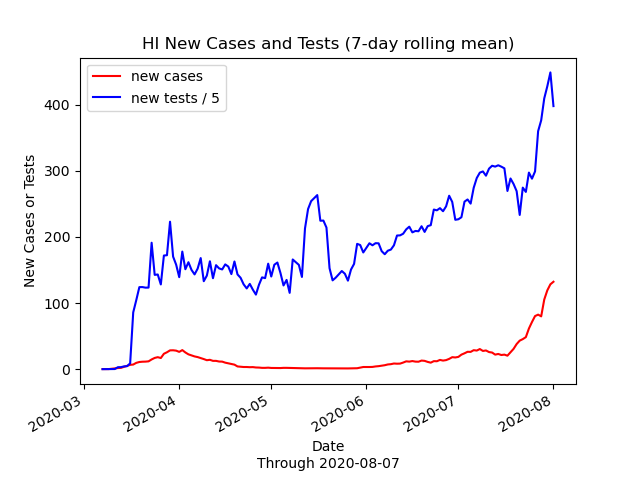 HI New Cases and Tests (7-day rolling mean)
new cases
new tests / 5
New Cases or Tests
400
300
200
100
0
2020-03
2020-04
2020-05
2020-06
2020-07
2020-08
Date
Through 2020-08-07